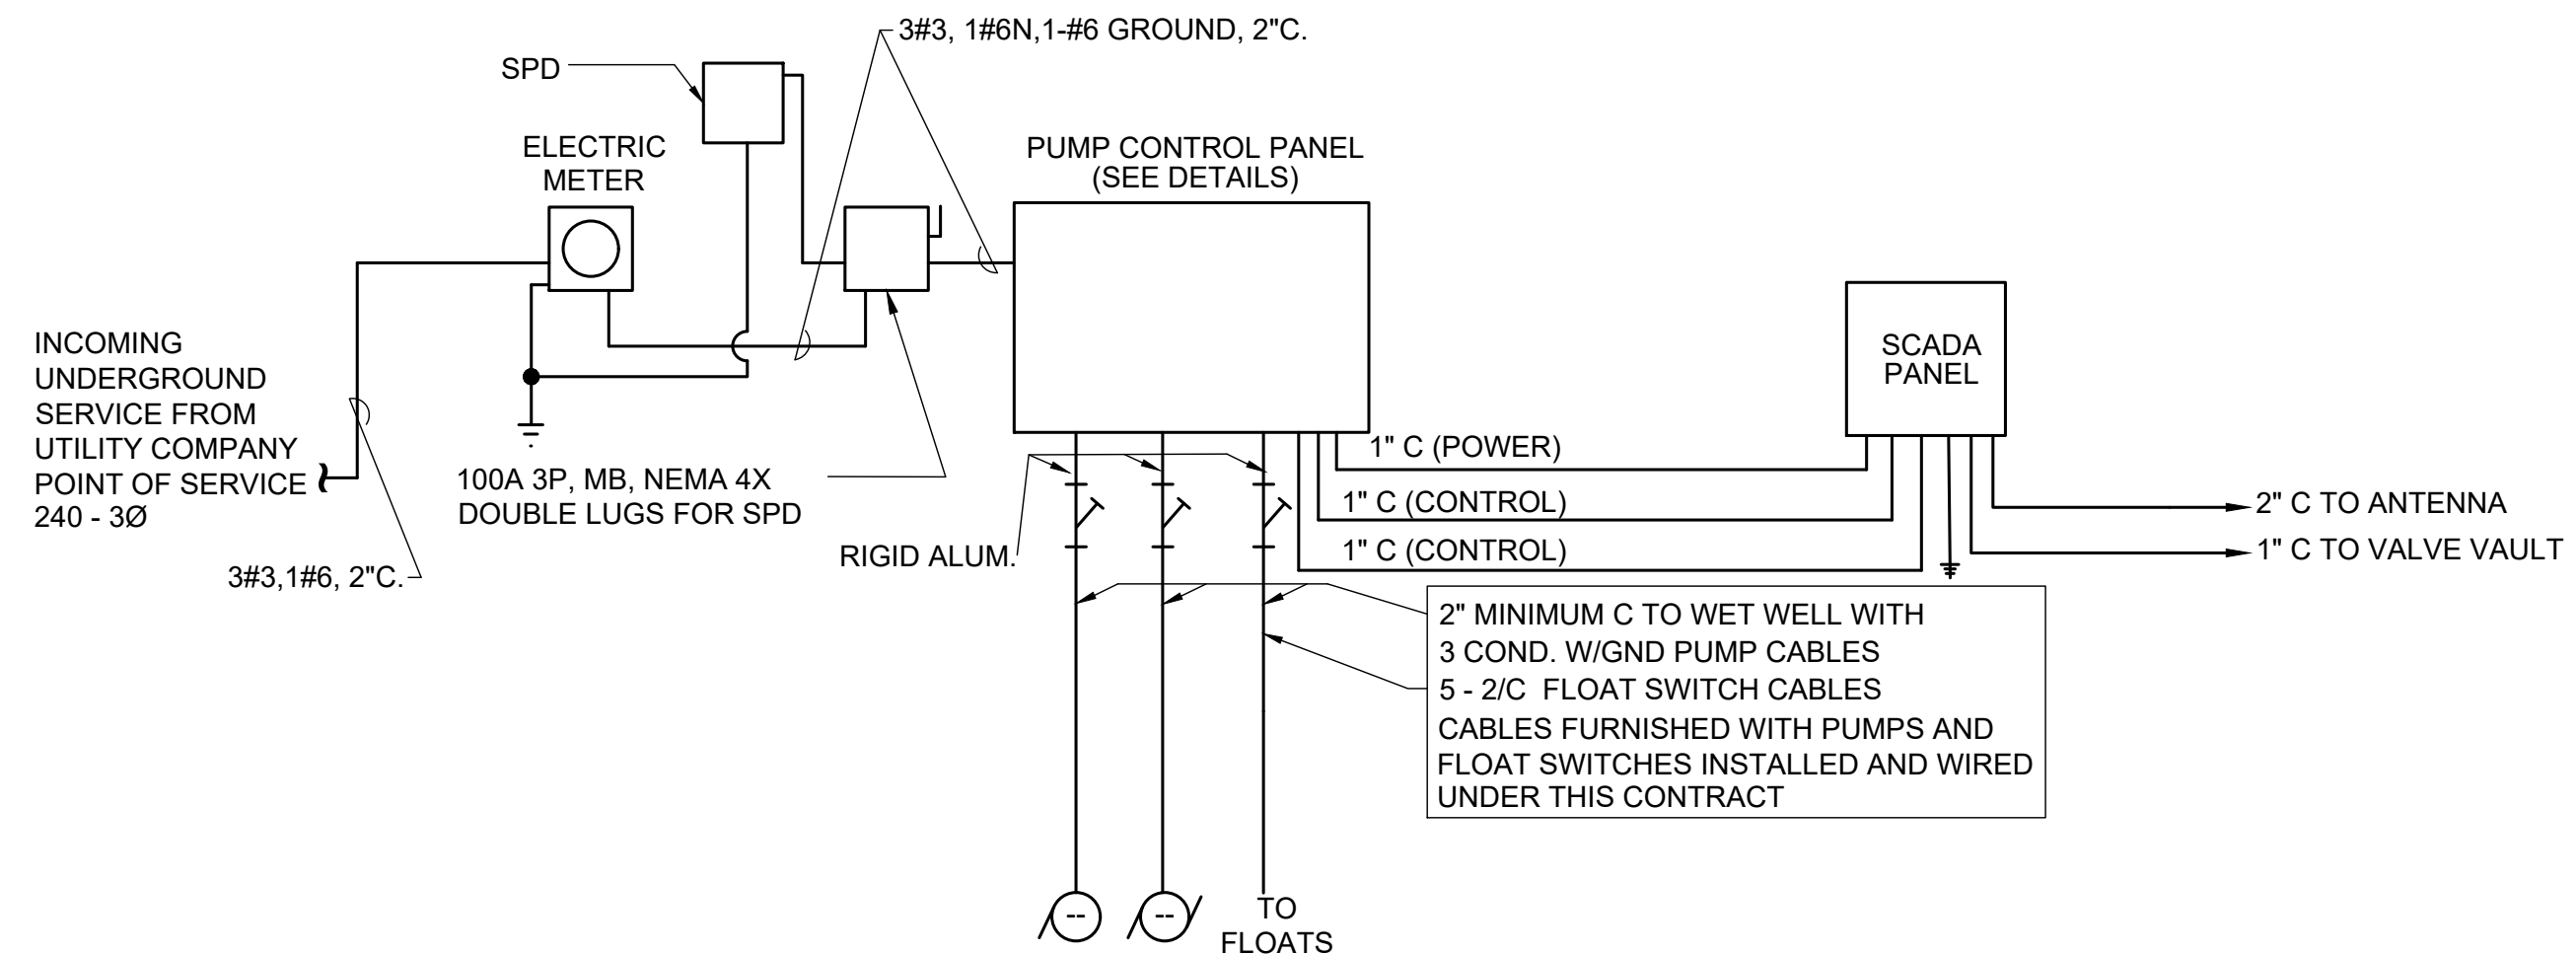 3#3, 1#6N,1-#6 GROUND, 2"C.
SPD
ELECTRIC
METER
PUMP CONTROL PANEL
(SEE DETAILS)
INCOMING
UNDERGROUND
SERVICE FROM
UTILITY COMPANY
POINT OF SERVICE
240 - 3Ø
3#3,1#6, 2"C.
100A 3P, MB, NEMA 4X
DOUBLE LUGS FOR SPD
RIGID ALUM.
1" C (POWER)
1" C (CONTROL)
1" C (CONTROL)
SCADA
PANEL
2" C TO ANTENNA
1" C TO VALVE VAULT
2" MINIMUM C TO WET WELL WITH
3 COND. W/GND PUMP CABLES
5 - 2/C FLOAT SWITCH CABLES
CABLES FURNISHED WITH PUMPS AND
FLOAT SWITCHES INSTALLED AND WIRED
UNDER THIS CONTRACT
--
--
TO
FLOATS